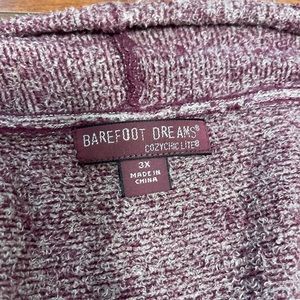 BAREFOOT DREAMS®
COZYCHIC LITE®
3X
MADE IN
CHINA